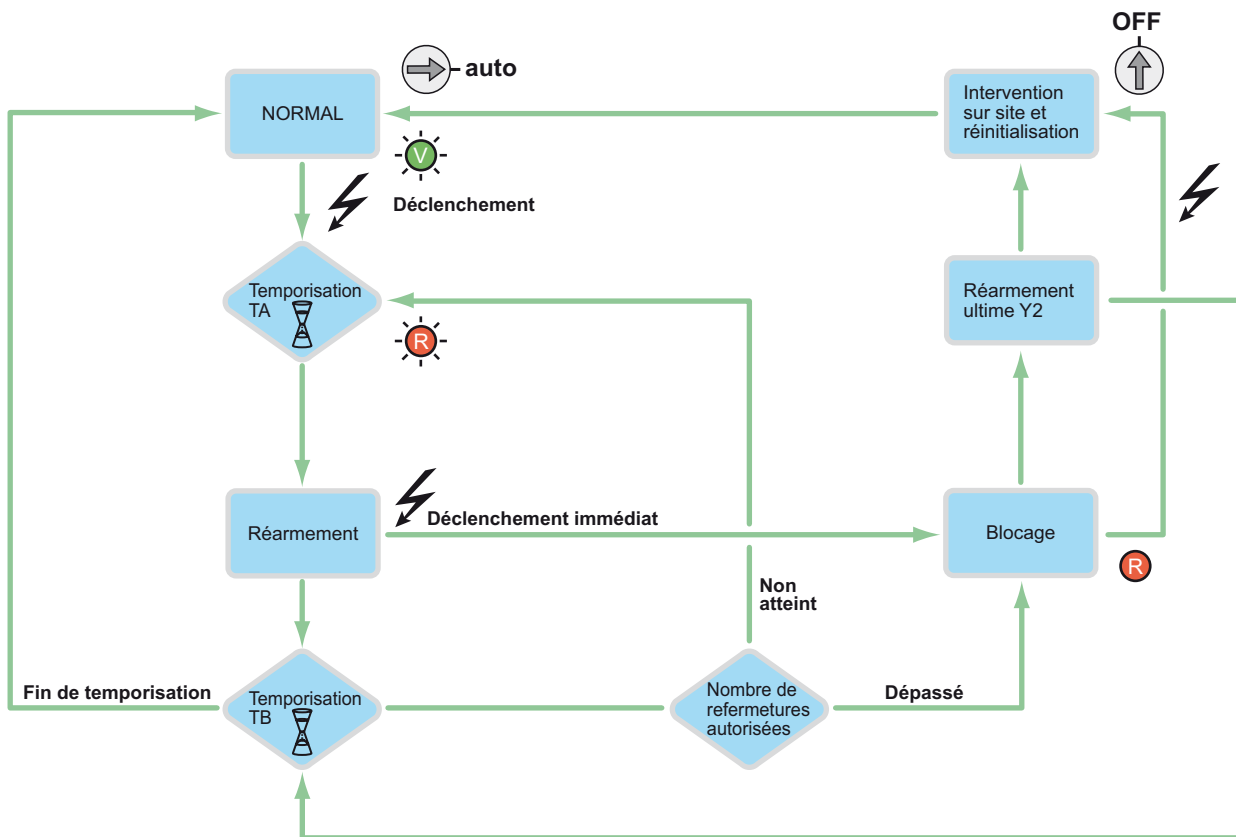 OFF
auto
NORMAL
Intervention
sur site et
réinitialisation
V
Déclenchement
Temporisation
TA
R
Réarmement
ultime Y2
Réarmement
Déclenchement immédiat
Blocage
R
Non
atteint
Fin de temporisation
Temporisation
TB
Nombre de
refermetures
autorisées
Dépassé